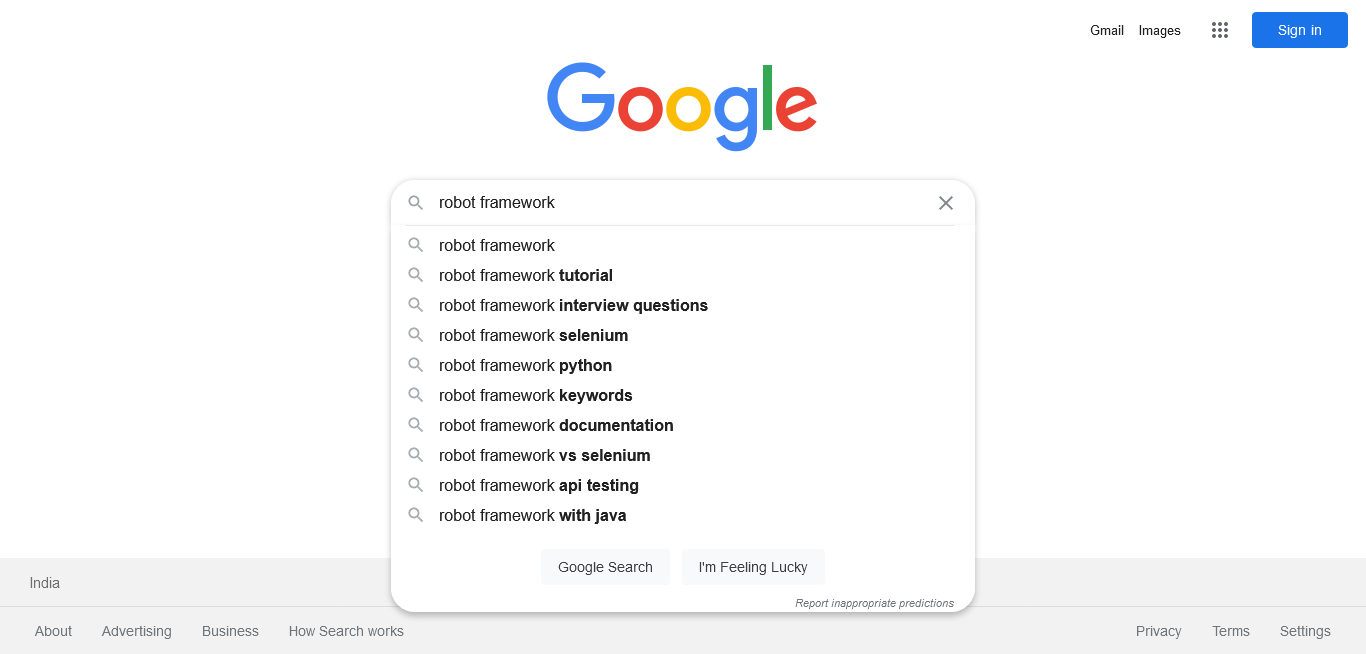 Gmail Images Sign in
Google
robot framework
robot framework
robot framework tutorial
robot framework interview questions
robot framework selenium
robot framework python
robot framework keywords
robot framework documentation
robot framework vs selenium
robot framework api testing
robot framework with java
Google Search I'm Feeling Lucky
Report inappropriate predictions
India
About Advertising Business How Search works Privacy Terms Settings